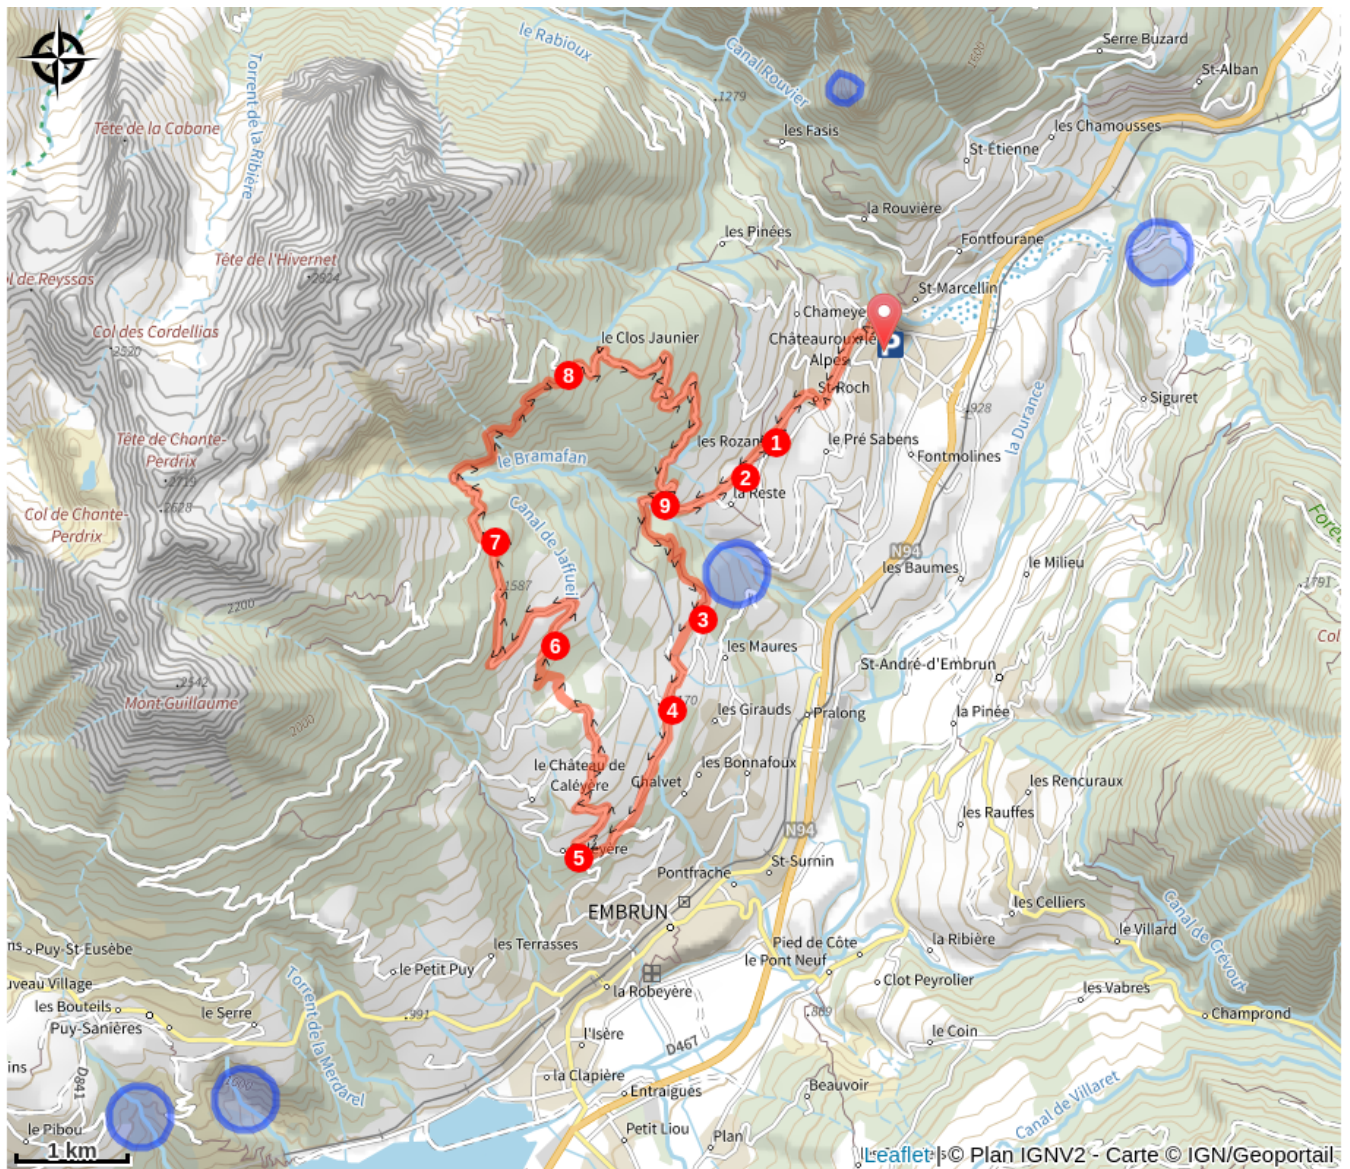 le Rabioux
Canal Rouvier
1600
Serre Buzard
St-Alban
Torrent de la Ribière
Tête de la Cabane
1279
les Fasis
les Chamousses
St-Étienne
la Rouvière
les Pinées
Fontfourane
Tête de l'Hivernet
2924
St-Marcellin
Chameye
Col des Cordellias
2520
le Clos Jaunier
Châteauroux-le
Alpes
P
8
St-Roch
Siguret
928
la Durance
Tête de Chante-
Perdrix
2719
2628
les Rozan
1
le Pré Sabens
Fontmolines
le Bramafan
2
la Reste
9
Col de Chante-
Perdrix
Canal de Jaffueil
7
N94
les Baumes
le Milieu
1587
1791
2200
3
6
les Maures
St-André-d'Embrun
2542
Mont Guillaume
2000
4
70
les Girauds
Pralong
la Pinée
le Château de
Caléyère
Chalvet
les Bonnafoux
les Rencuraux
les Rauffes
N94
5
eyère
Pontfrache
St-Surnin
EMBRUN
les Celliers
Canal de Crévoux
le Villard
Puy-St-Eusèbe
les Terrasses
Pied de Côte
le Pont Neuf
la Ribière
le Petit Puy
Clot Peyrolier
uveau Village
la Robeyère
les Vabres
les Bouteils
le Serre
991
889
Champrond
Puy-Sanières
Torrent de la Merdarel
l'Isère
D467
le Coin
D841
1000
la Clapière
Entraigues
Beauvoir
Canal de Villaret
le Pibou
Petit Liou
Plan
1 km
Leaflet | © Plan IGNV2 - Carte © IGN/Geoportail